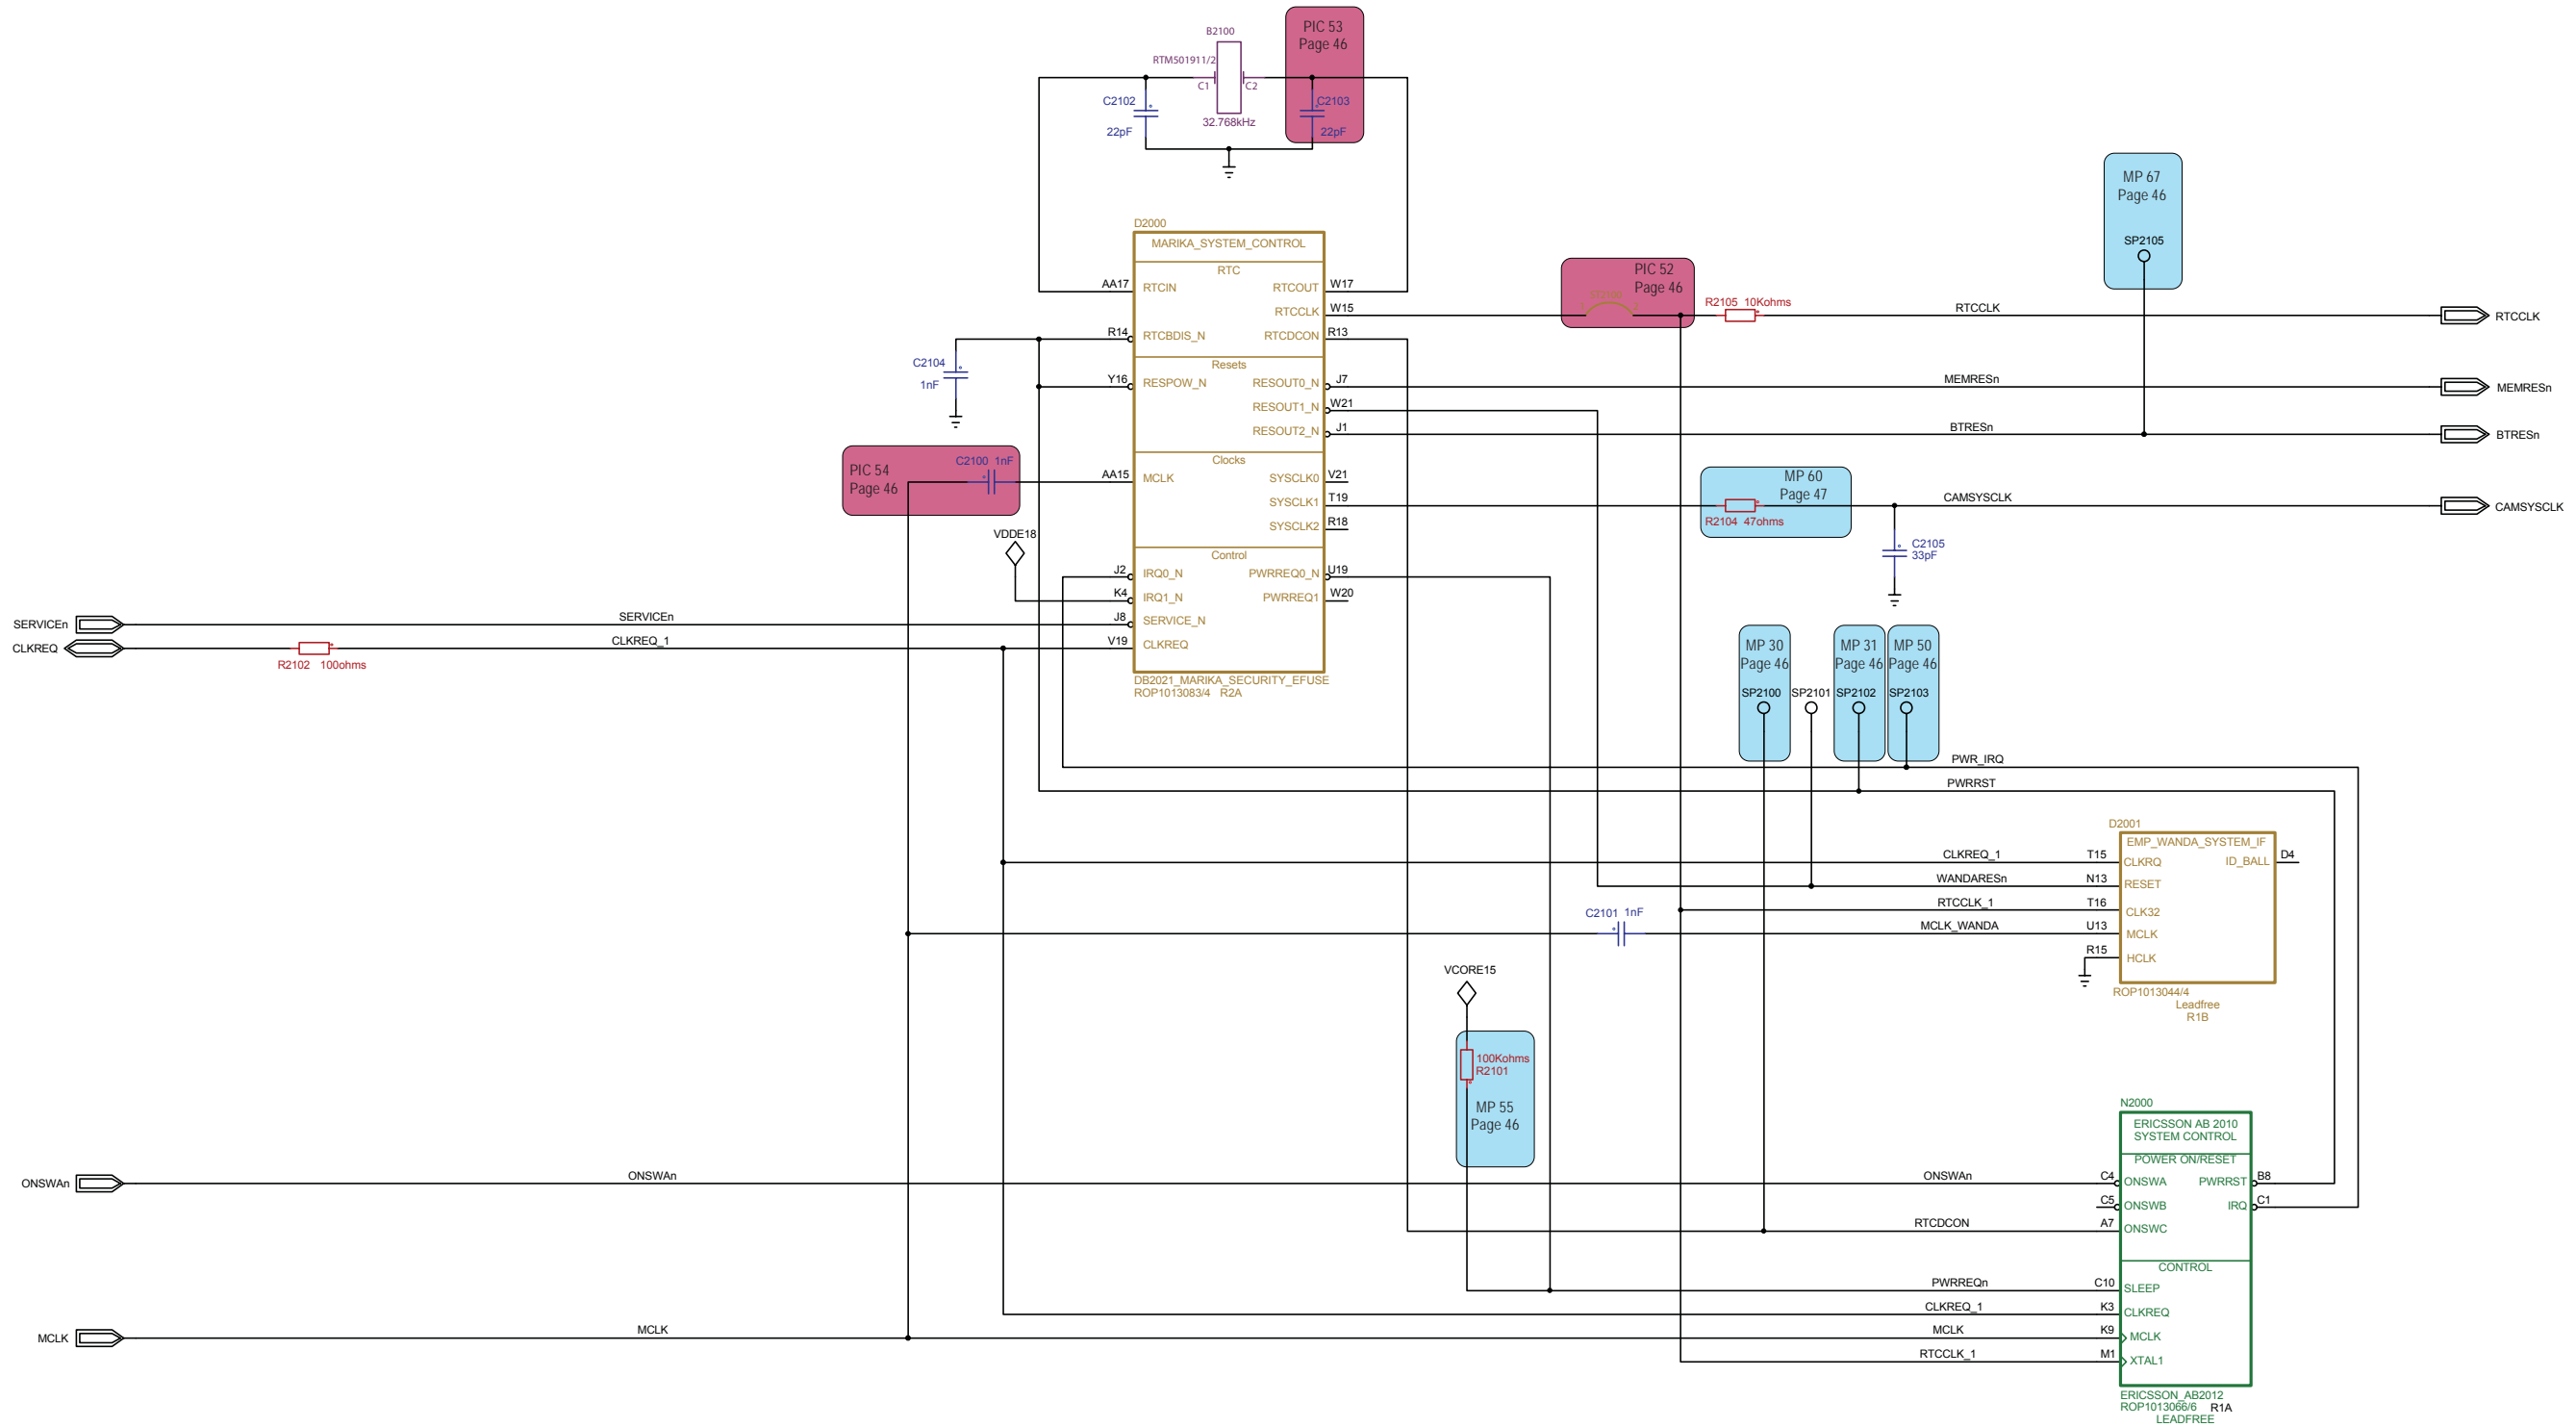 PIC 53
Page 46
B2100
RTM501911/2
C1
C2
C2102
22pF
32.768kHz
C2103
22pF
MP 67
Page 46
SP2105
D2000
MARIKA_SYSTEM_CONTROL
RTC
AA17
RTCIN
RTCOUT
W17
RTCCLK
W15
R14
RTCBDIS_N
RTCDCON
R13
PIC 52
Page 46
R2105 10Kohms
RTCCLK
RTCCLK
C2104
1nF
Resets
Y16
RESPOW_N
RESOUT0_N
J7
MEMRESn
MEMRESn
RESOUT1_N
W21
RESOUT2_N
J1
BTRESn
BTRESn
PIC 54
Page 46
C2100 1nF
Clocks
AA15
MCLK
SYSCLK0
V21
SYSCLK1
T19
SYSCLK2
R18
MP 60
Page 47
R2104 47ohms
CAMSYSCLK
CAMSYSCLK
C2105
33pF
VDDE18
Control
J2
IRQ0_N
PWRREQ0_N
U19
K4
IRQ1_N
PWRREQ1
W20
SERVICEn
SERVICEn
J8
SERVICE_N
CLKREQ
R2102 100ohms
CLKREQ_1
V19
CLKREQ
DB2021_MARIKA_SECURITY_EFUSE
ROP1013083/4 R2A
MP 30
Page 46
SP2100
SP2101
MP 31
Page 46
SP2102
MP 50
Page 46
SP2103
PWR_IRQ
PWRRST
D2001
EMP_WANDA_SYSTEM_IF
CLKREQ_1
T15
CLKRQ
ID_BALL
D4
WANDARESn
N13
RESET
RTCCLK_1
T16
CLK32
C2101 1nF
MCLK_WANDA
U13
MCLK
R15
HCLK
ROP1013044/4
Leadfree
R1B
VCORE15
100Kohms
R2101
MP 55
Page 46
N2000
ERICSSON AB 2010
SYSTEM CONTROL
POWER ON/RESET
ONSWAn
ONSWAn
ONSWAn
C4
ONSWA
PWRRST
B8
C5
ONSWB
IRQ
C1
RTCDCON
A7
ONSWC
CONTROL
PWRREQn
C10
SLEEP
CLKREQ_1
K3
CLKREQ
MCLK
MCLK
MCLK
K9
MCLK
RTCCLK_1
M1
XTAL1
ERICSSON_AB2012
ROP1013066/6 R1A
LEADFREE